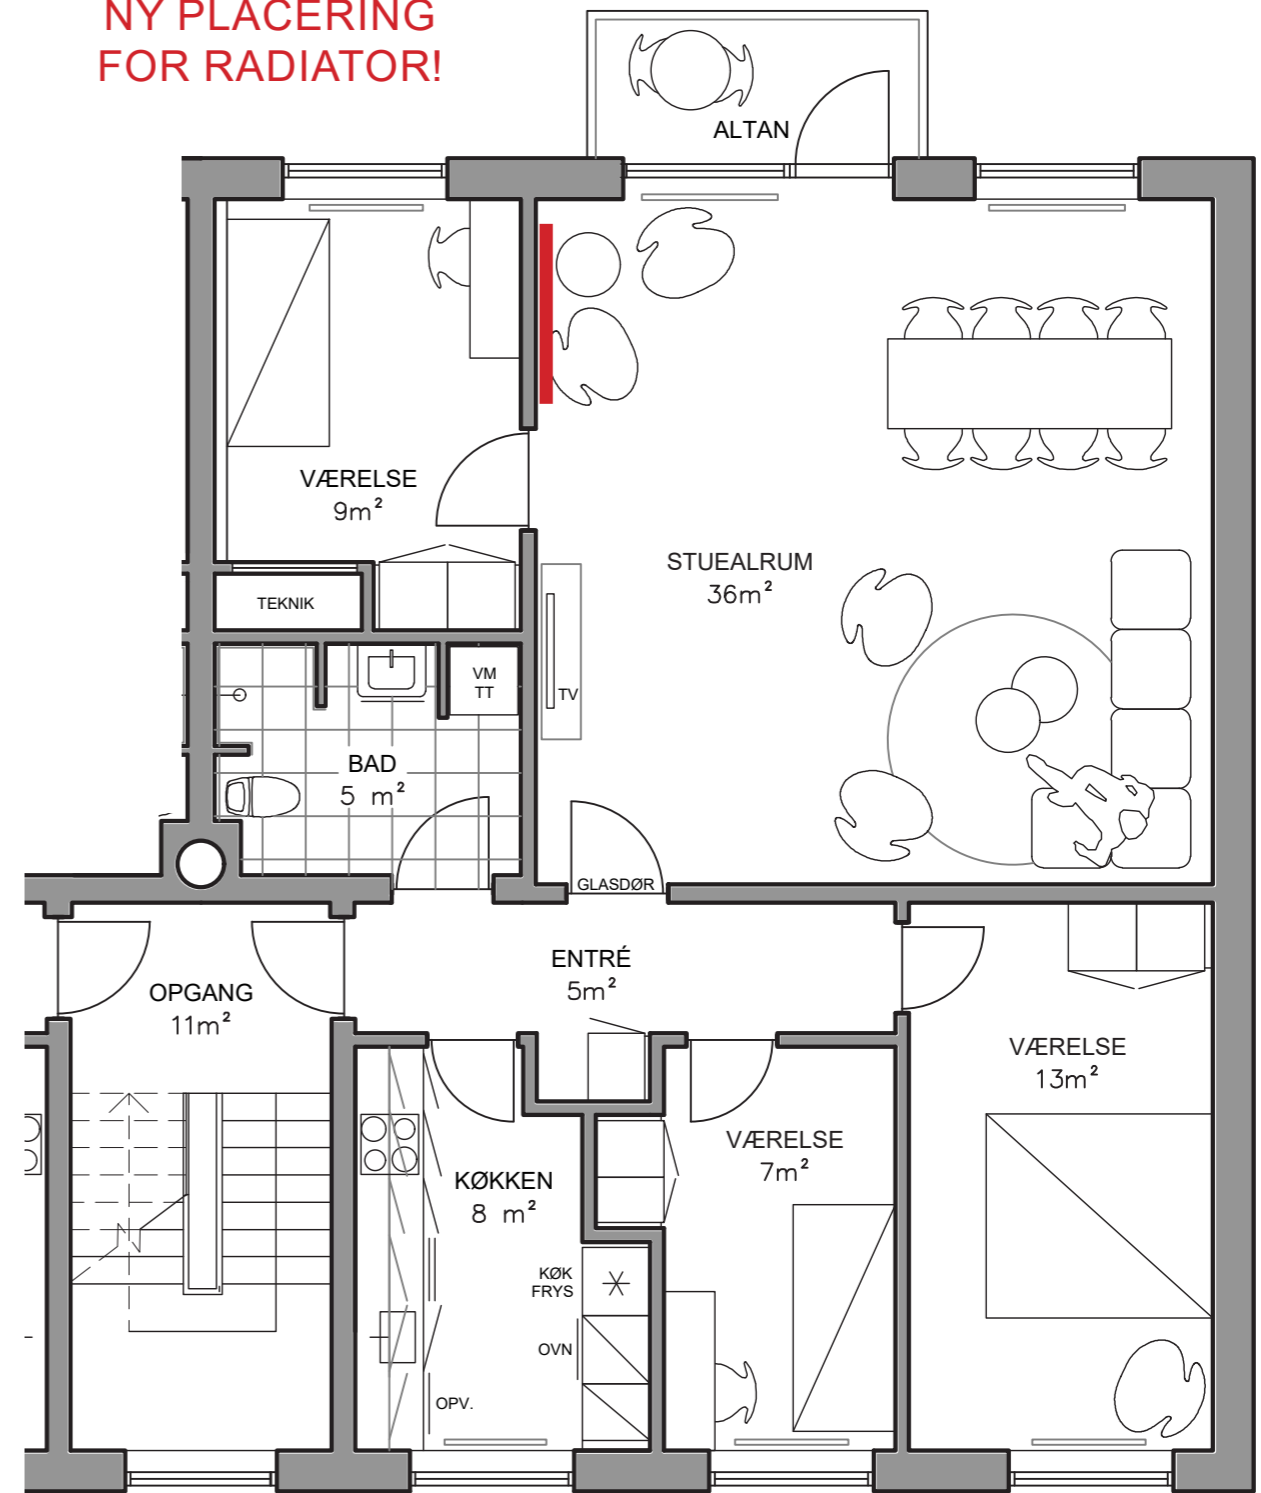 NY PLACERING
FOR RADIATOR!
ALTAN
VÆRELSE
9m²
STUEALRUM
36m²
TEKNIK
VM
TT
TV
BAD
5 m²
GLASDØR
ENTRÉ
5m²
OPGANG
11m²
VÆRELSE
13m²
VÆRELSE
7m²
KØKKEN
8 m²
KØK
FRYS
OVN
OPV.